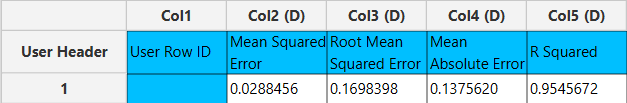 Col1 Col2 (D) Col3 (D) Col4 (D) Col5 (D)
User Header User Row ID Mean Squared Error Root Mean Squared Error Mean Absolute Error R Squared
1 0.0288456 0.1698398 0.1375620 0.9545672